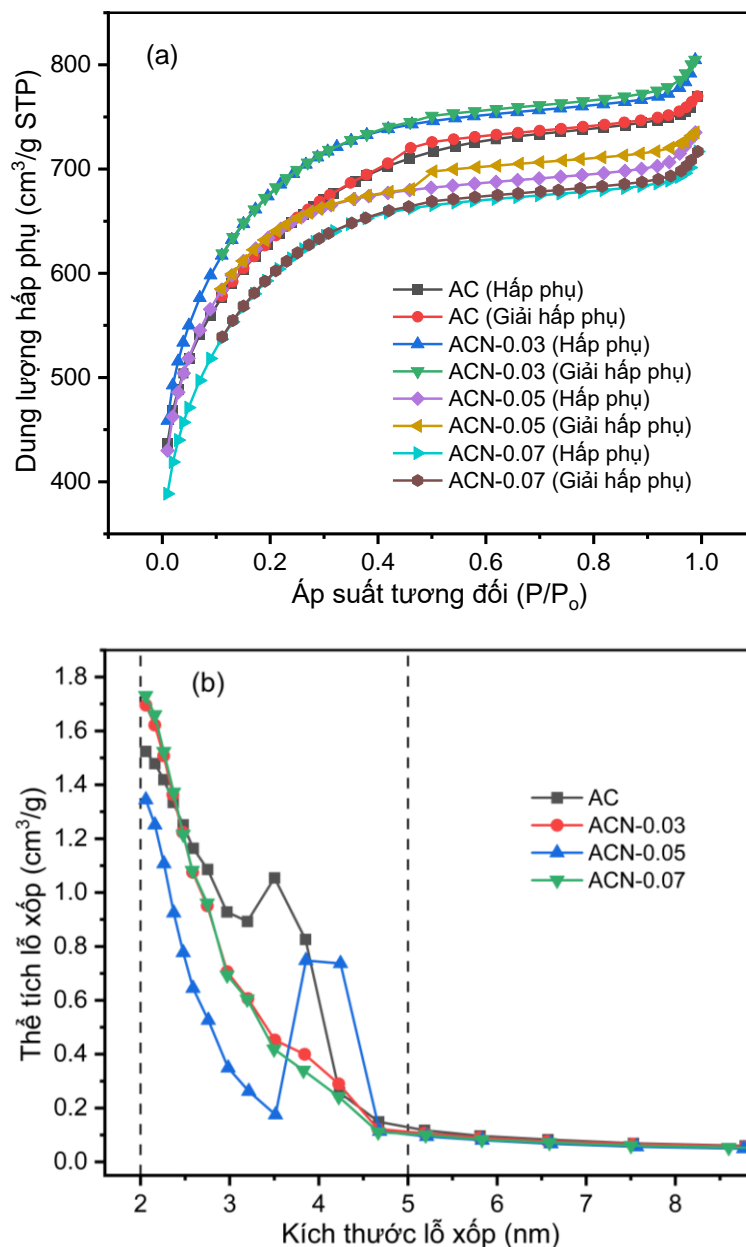 (a)
Dung lượng hấp phụ (cm³/g STP)
800
700
600
500
400
AC (Hấp phụ)
AC (Giải hấp phụ)
ACN-0.03 (Hấp phụ)
ACN-0.03 (Giải hấp phụ)
ACN-0.05 (Hấp phụ)
ACN-0.05 (Giải hấp phụ)
ACN-0.07 (Hấp phụ)
ACN-0.07 (Giải hấp phụ)
0.0 0.2 0.4 0.6 0.8 1.0
Áp suất tương đối (P/Pₒ)
(b)
Thể tích lỗ xốp (cm³/g)
1.8
1.6
1.4
1.2
1.0
0.8
0.6
0.4
0.2
0.0
AC
ACN-0.03
ACN-0.05
ACN-0.07
2 3 4 5 6 7 8
Kích thước lỗ xốp (nm)